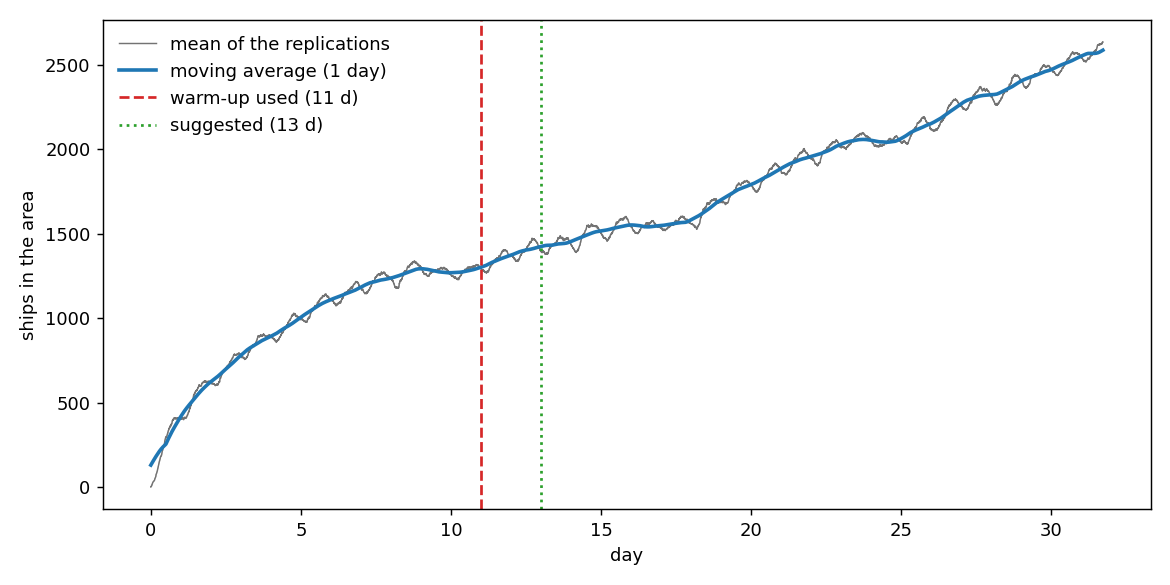 mean of the replications
moving average (1 day)
warm-up used (11 d)
suggested (13 d)
2500
2000
1500
1000
500
0
ships in the area
0 5 10 15 20 25 30
day